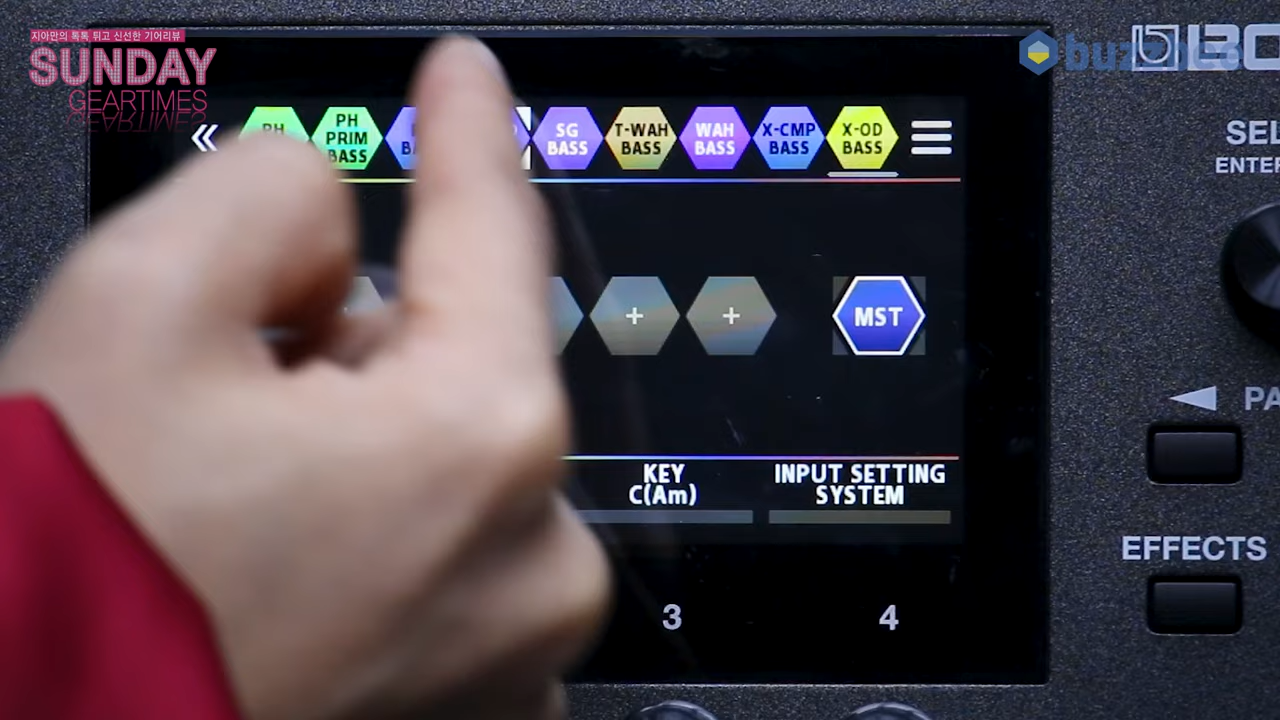 지아만의 톡톡 튀고 신선한 기어리뷰
SUNDAY
GEARTIMES
PH
PRIM
BASS
SG
BASS
T-WAH
BASS
WAH
BASS
X-CMP
BASS
X-OD
BASS
+
+
MST
KEY
C(Am)
INPUT SETTING
SYSTEM
3
4
EFFECTS